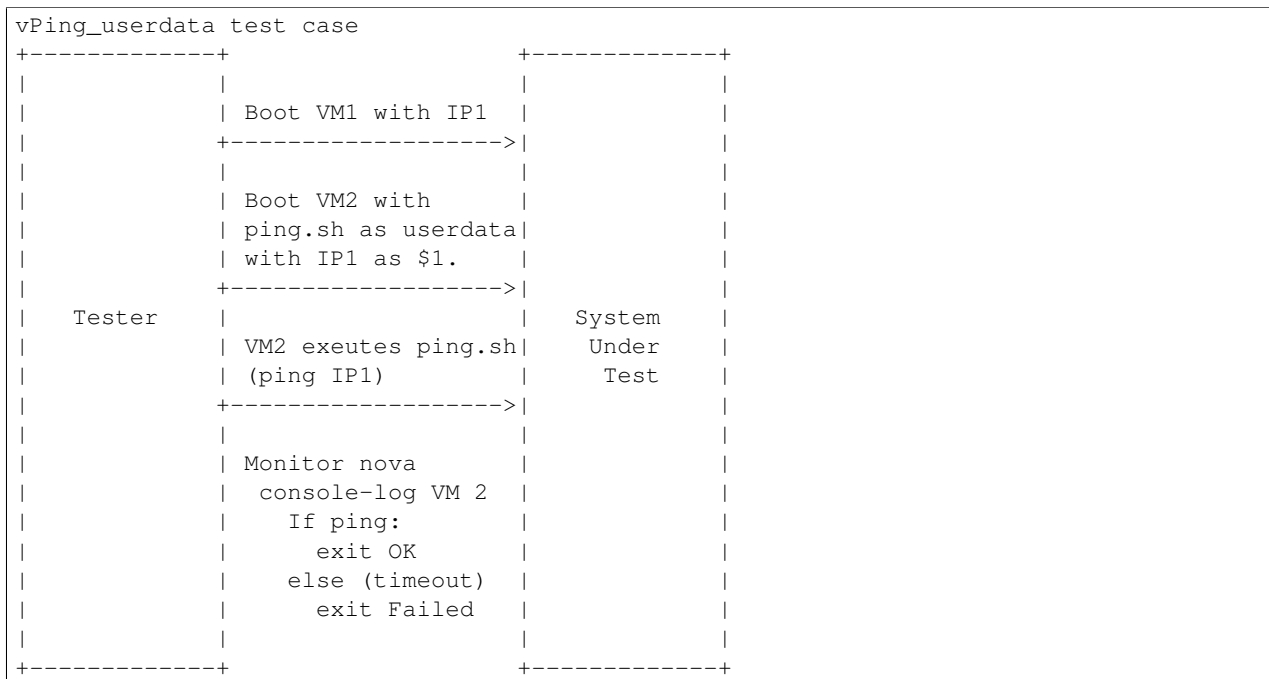 vPing_userdata test case
+-------------+                    +-------------+
|             |                    |             |
|             | Boot VM1 with IP1  |             |
|             +------------------->|             |
|             |                    |             |
|             | Boot VM2 with      |             |
|             | ping.sh as userdata|             |
|             | with IP1 as $1.    |             |
|             +------------------->|             |
|   Tester    |                    |   System    |
|             | VM2 exeutes ping.sh|    Under    |
|             | (ping IP1)         |     Test    |
|             +------------------->|             |
|             |                    |             |
|             | Monitor nova       |             |
|             |  console-log VM 2  |             |
|             |    If ping:        |             |
|             |      exit OK       |             |
|             |    else (timeout)  |             |
|             |      exit Failed   |             |
|             |                    |             |
+-------------+                    +-------------+